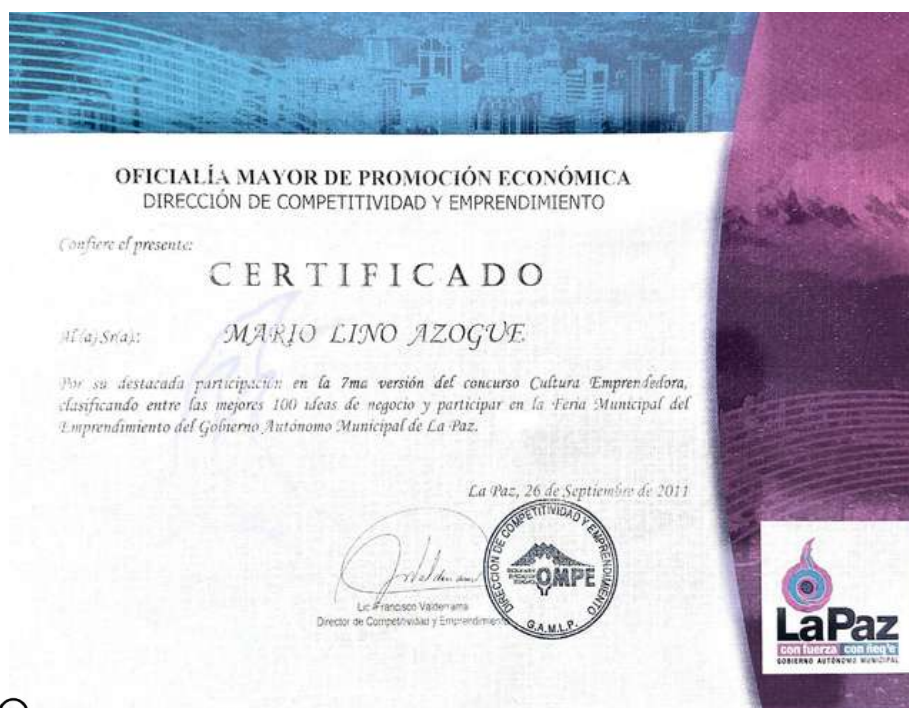 OFICIALÍA MAYOR DE PROMOCIÓN ECONÓMICA
DIRECCIÓN DE COMPETITIVIDAD Y EMPRENDIMIENTO
Confiere el presente:
CERTIFICADO
Al(a) Sr(a):
MARIO LINO AZOGUE
Por su destacada participación en la 7ma versión del concurso Cultura Emprendedora,
clasificando entre las mejores 100 ideas de negocio y participar en la Feria Municipal del
Emprendimiento del Gobierno Autónomo Municipal de La Paz.
La Paz, 26 de Septiembre de 2011
DIRECCIÓN DE COMPETITIVIDAD Y EMPRENDIMIENTO
OMPE
G.A.M.L.P.
Lic. Francisco Valderrama
Director de Competitividad y Emprendimiento
LaPaz
con fuerza con ñeq'e
GOBIERNO AUTÓNOMO MUNICIPAL